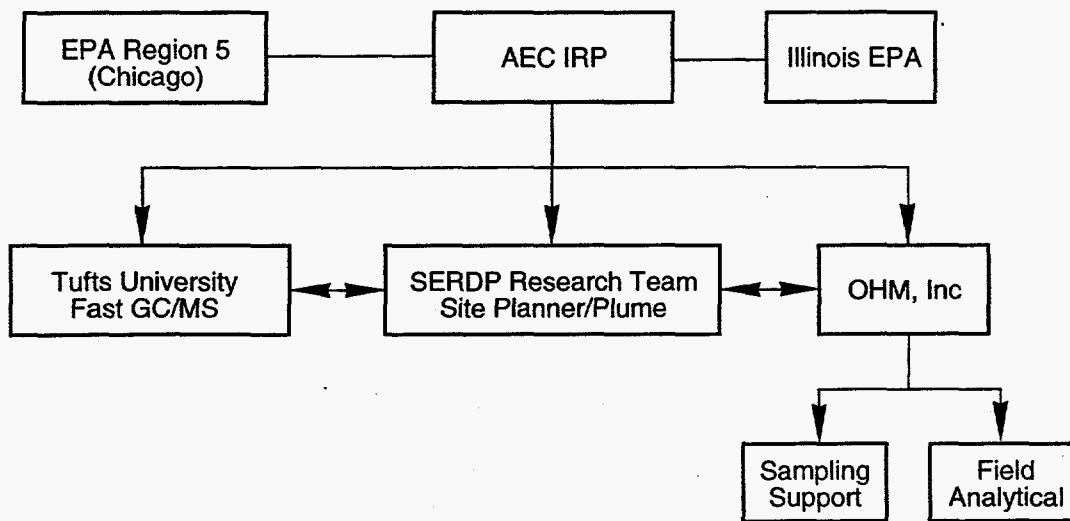 EPA Region 5
(Chicago)
AEC IRP
Illinois EPA
Tufts University
Fast GC/MS
SERDP Research Team
Site Planner/Plume
OHM, Inc
Sampling
Support
Field
Analytical